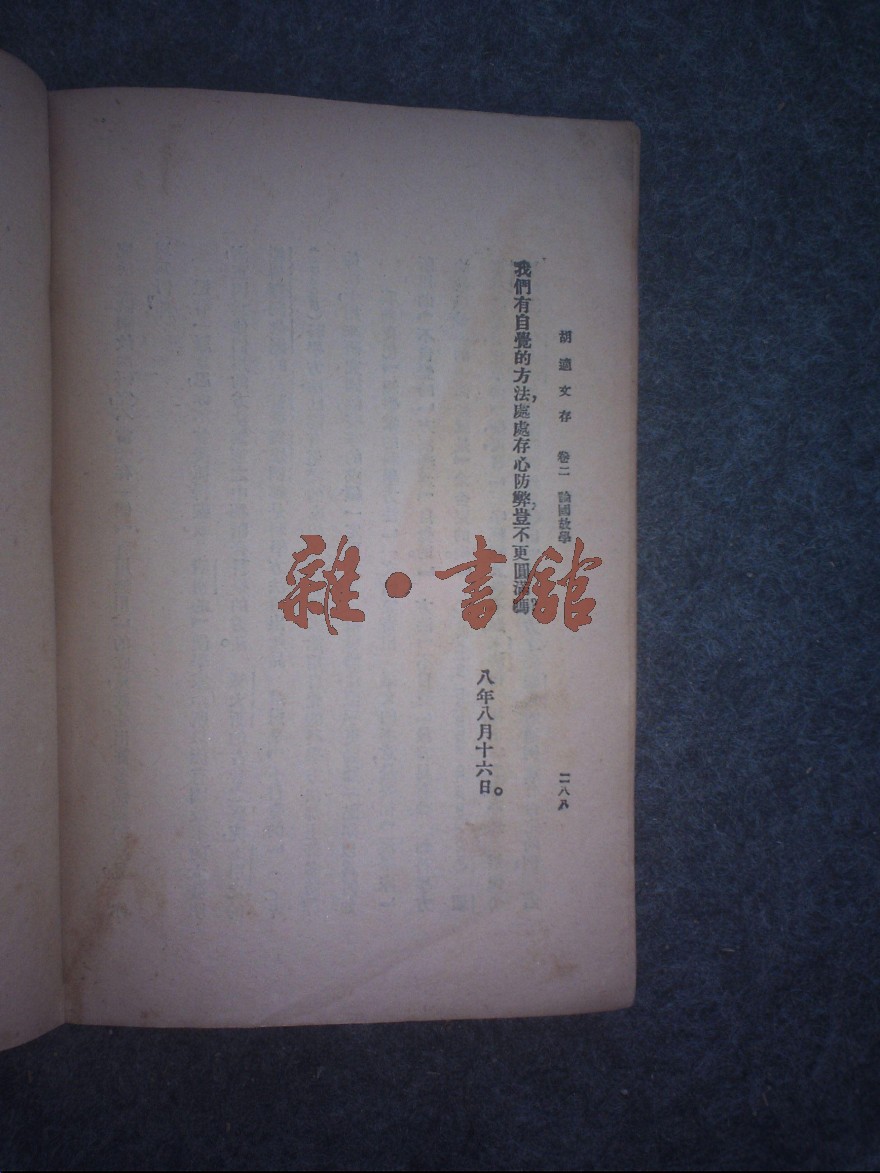 胡適文存 卷二 論國故學 二八八
我們有自覺的方法，處處存心防弊，豈不更圓滿嗎？
八年八月十六日。
雜·書館